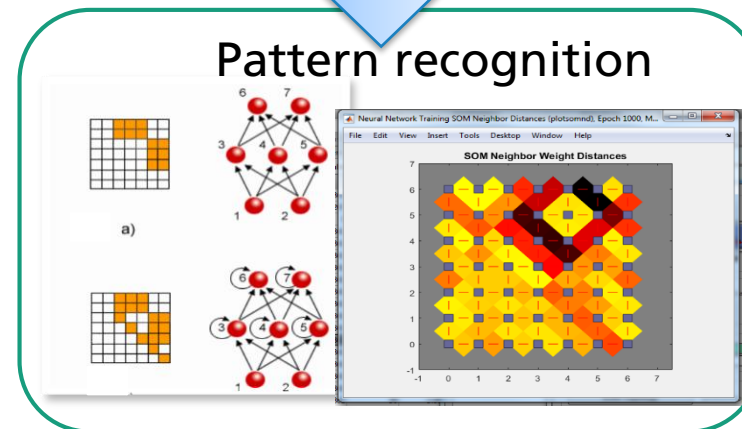 Pattern recognition
6 7
3 4 5
1 2
a)
6 7
3 4 5
1 2
Neural Network Training SOM Neighbor Distances (plotsomnd), Epoch 1000, M...
File Edit View Insert Tools Desktop Window Help
SOM Neighbor Weight Distances
7
6
5
4
3
2
1
0
-1
-1 0 1 2 3 4 5 6 7